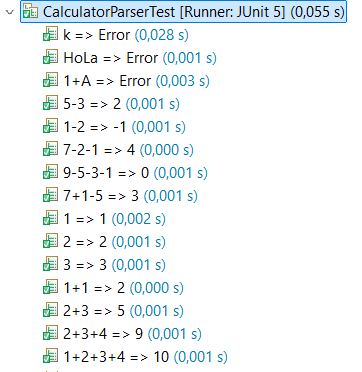 CalculatorParserTest [Runner: JUnit 5] (0,055 s)
k => Error (0,028 s)
HoLa => Error (0,001 s)
1+A => Error (0,003 s)
5-3 => 2 (0,001 s)
1-2 => -1 (0,001 s)
7-2-1 => 4 (0,000 s)
9-5-3-1 => 0 (0,001 s)
7+1-5 => 3 (0,001 s)
1 => 1 (0,002 s)
2 => 2 (0,001 s)
3 => 3 (0,001 s)
1+1 => 2 (0,000 s)
2+3 => 5 (0,001 s)
2+3+4 => 9 (0,001 s)
1+2+3+4 => 10 (0,001 s)